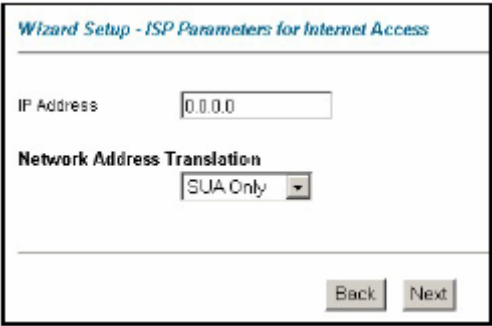 Wizard Setup - ISP Parameters for Internet Access
IP Address 0.0.0.0
Network Address Translation
SUA Only
Back Next